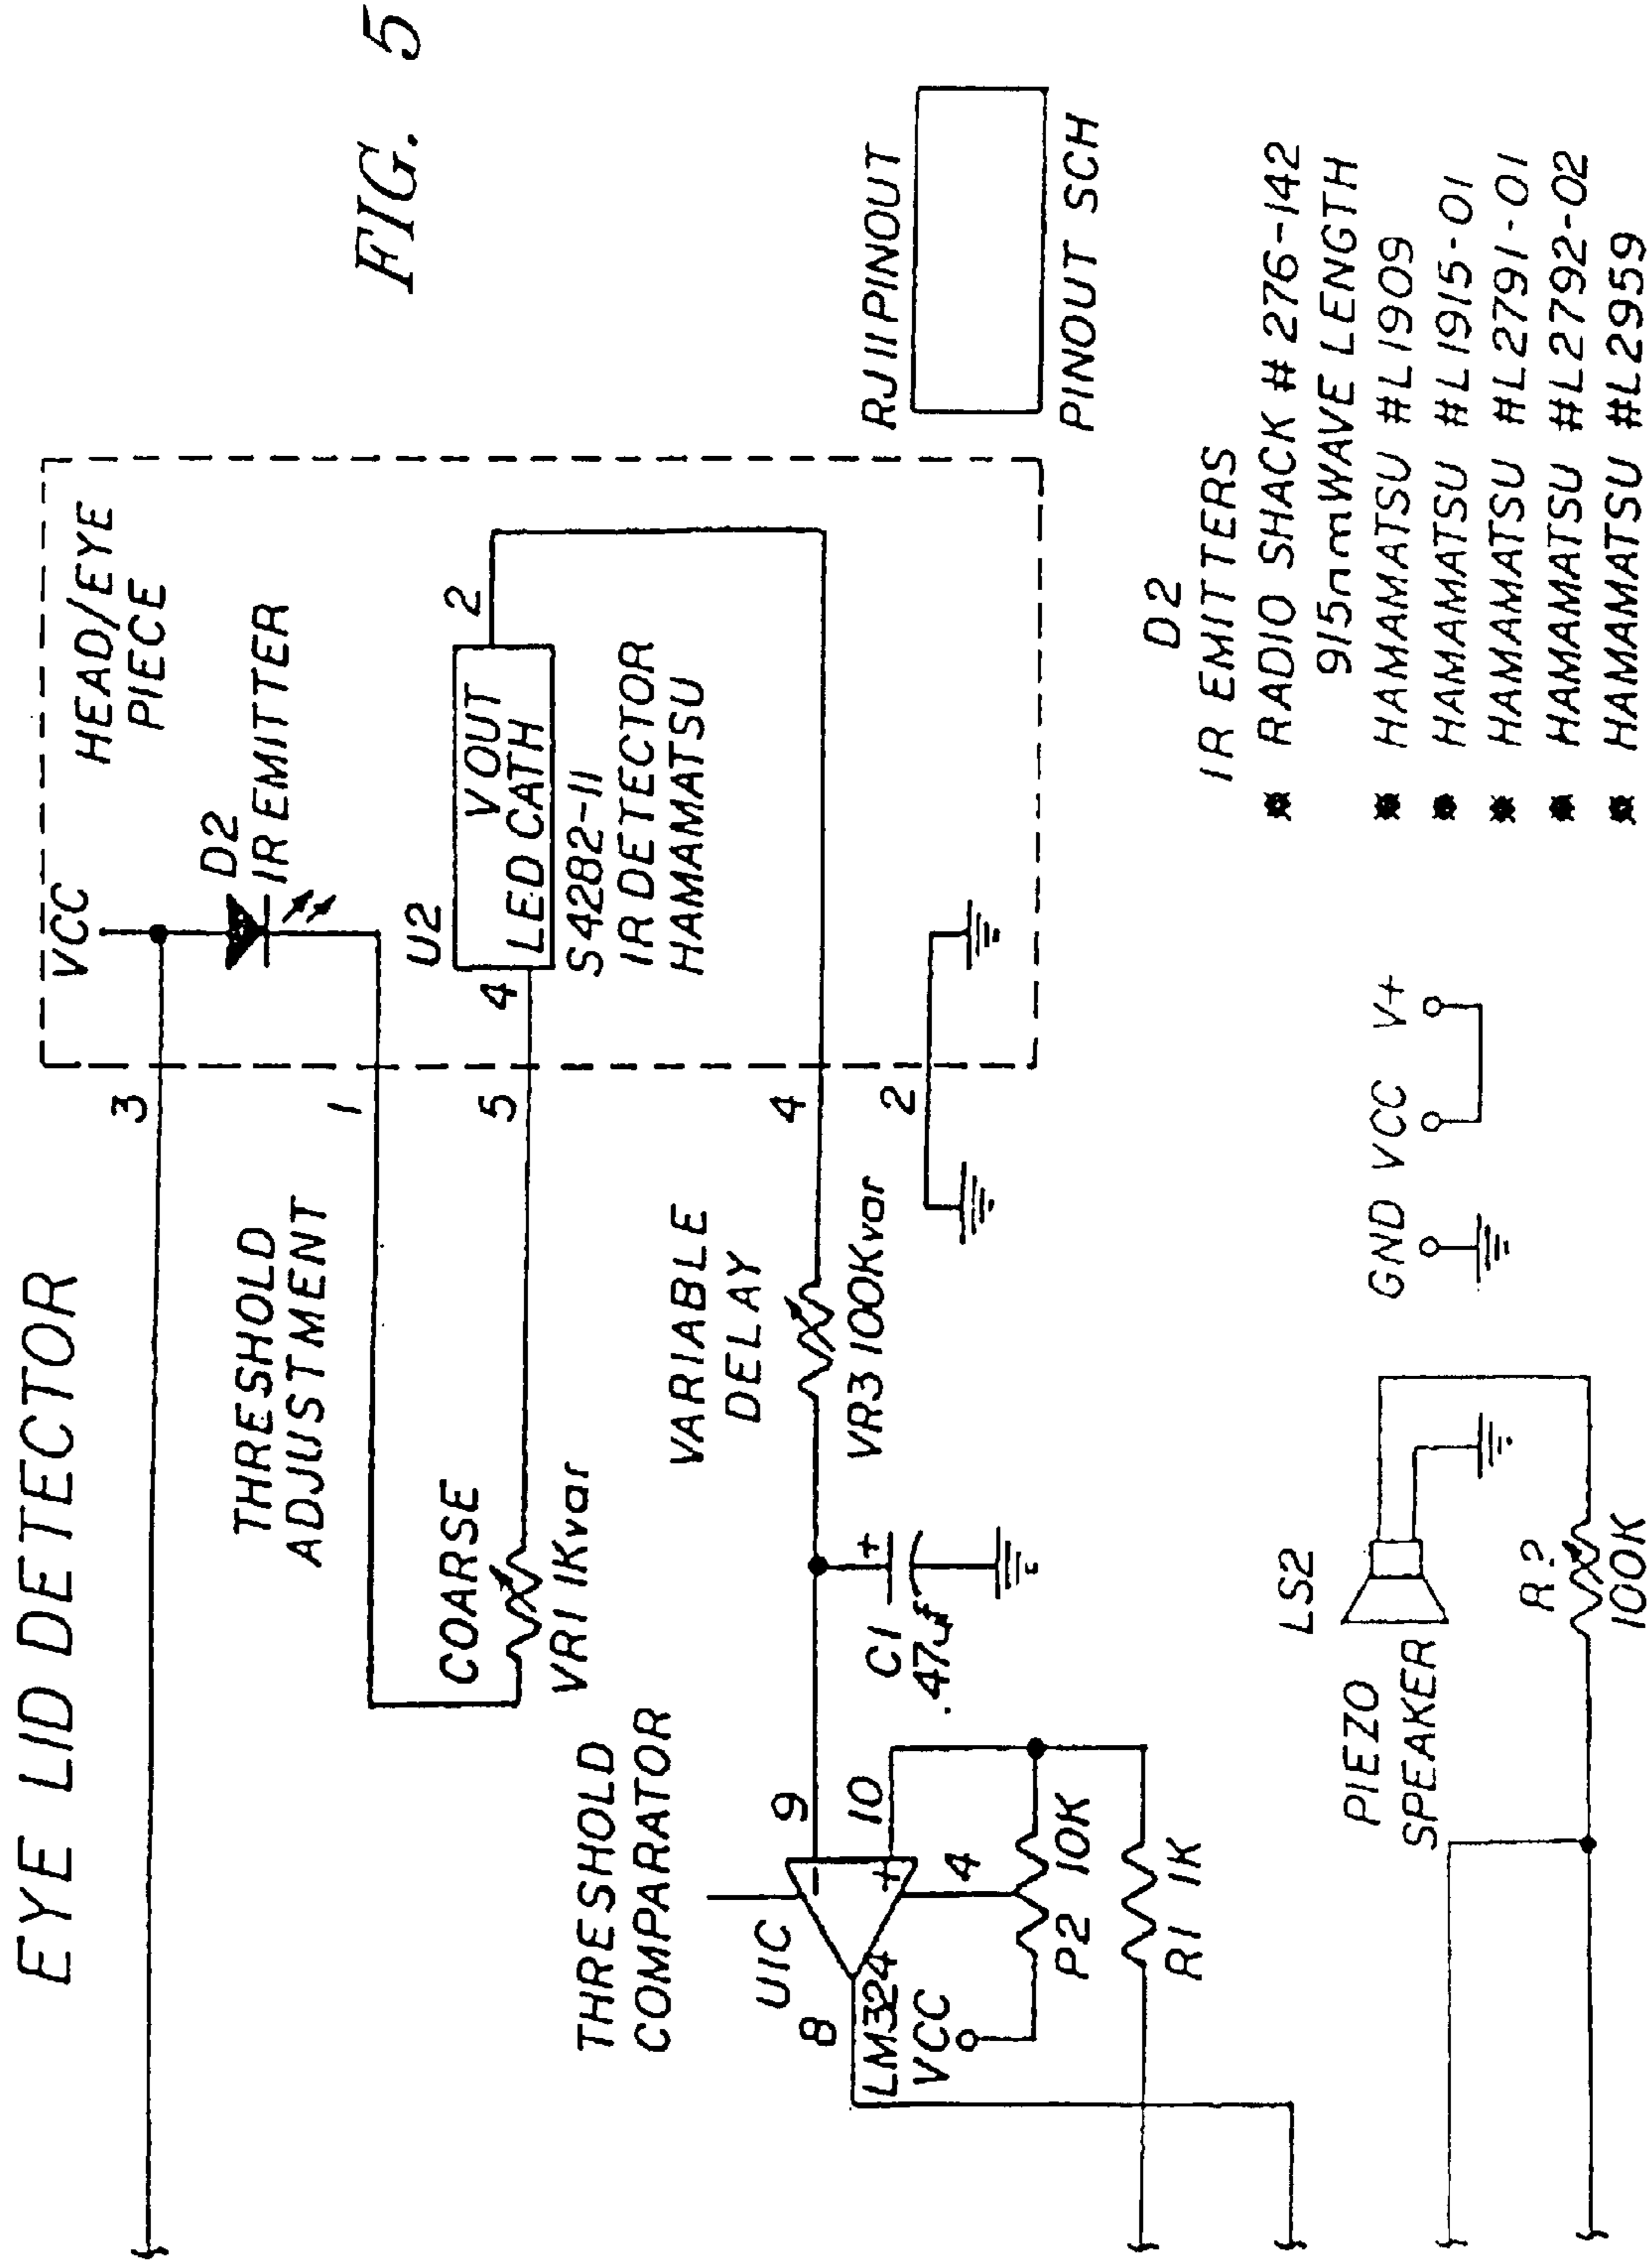 EYE LID DETECTOR
FIG. 5
VCC
HEAD/EYE
PIECE
3
D2
IR EMITTER
THRESHOLD
ADJUSTMENT
1
U2
2
V OUT
LED CATH
4
S4282-11
IR DETECTOR
HAMAMATSU
COARSE
VR1 1Kvar
5
VARIABLE
DELAY
4
VR3 100Kvar
2
RJ11 PINOUT
PINOUT SCH
THRESHOLD
COMPARATOR
U1C
9
8
10
+
C1
.47uf
LM324
VCC
4
P2 10K
R1 1K
D2
IR EMITTERS
* RADIO SHACK # 276-142
915nm WAVE LENGTH
* HAMAMATSU #L1909
* HAMAMATSU #L1915-01
* HAMAMATSU #L2791-01
* HAMAMATSU #L2792-02
* HAMAMATSU #L2959
LS2
PIEZO
SPEAKER
GND VCC V+
R2
100K